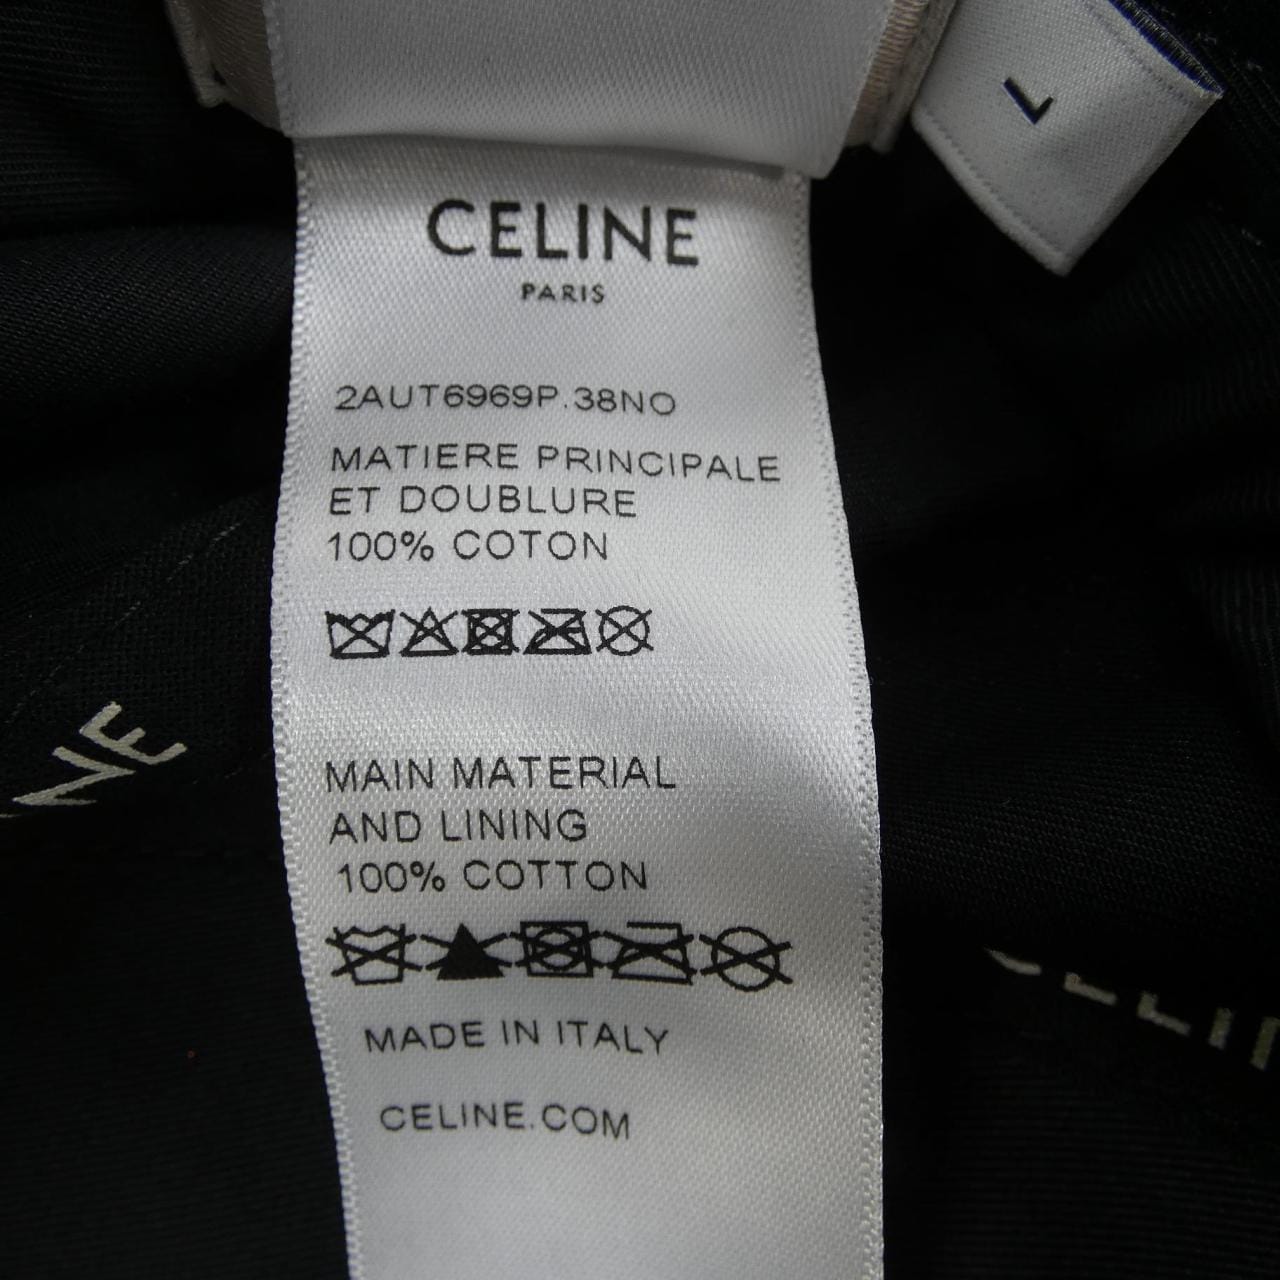 L
CELINE
PARIS
2AUT6969P.38NO
MATIERE PRINCIPALE
ET DOUBLURE
100% COTON
MAIN MATERIAL
AND LINING
100% COTTON
MADE IN ITALY
CELINE.COM